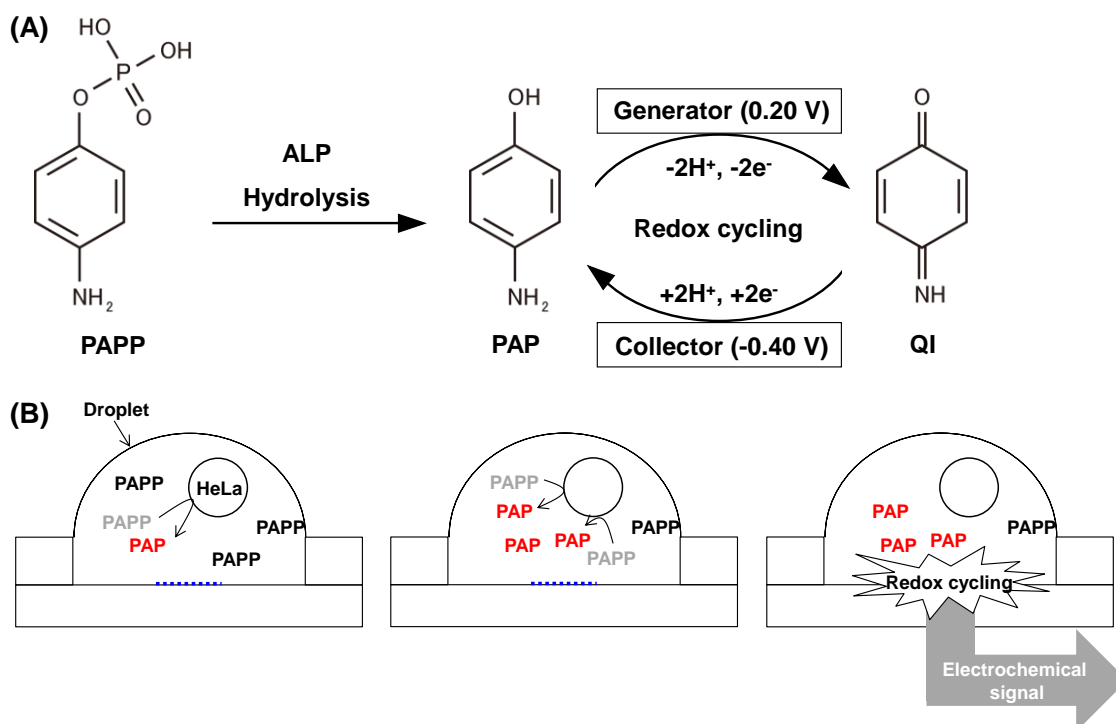 (A)
HO
OH
P
O
O
NH2
PAPP
ALP
Hydrolysis
OH
NH2
PAP
Generator (0.20 V)
-2H+, -2e-
Redox cycling
+2H+, +2e-
Collector (-0.40 V)
O
NH
QI
(B)
Droplet
PAPP
HeLa
PAPP
PAP
PAPP
PAPP
PAPP
PAP
PAP
PAP
PAPP
PAPP
PAP
PAP
PAP
PAPP
Redox cycling
Electrochemical
signal